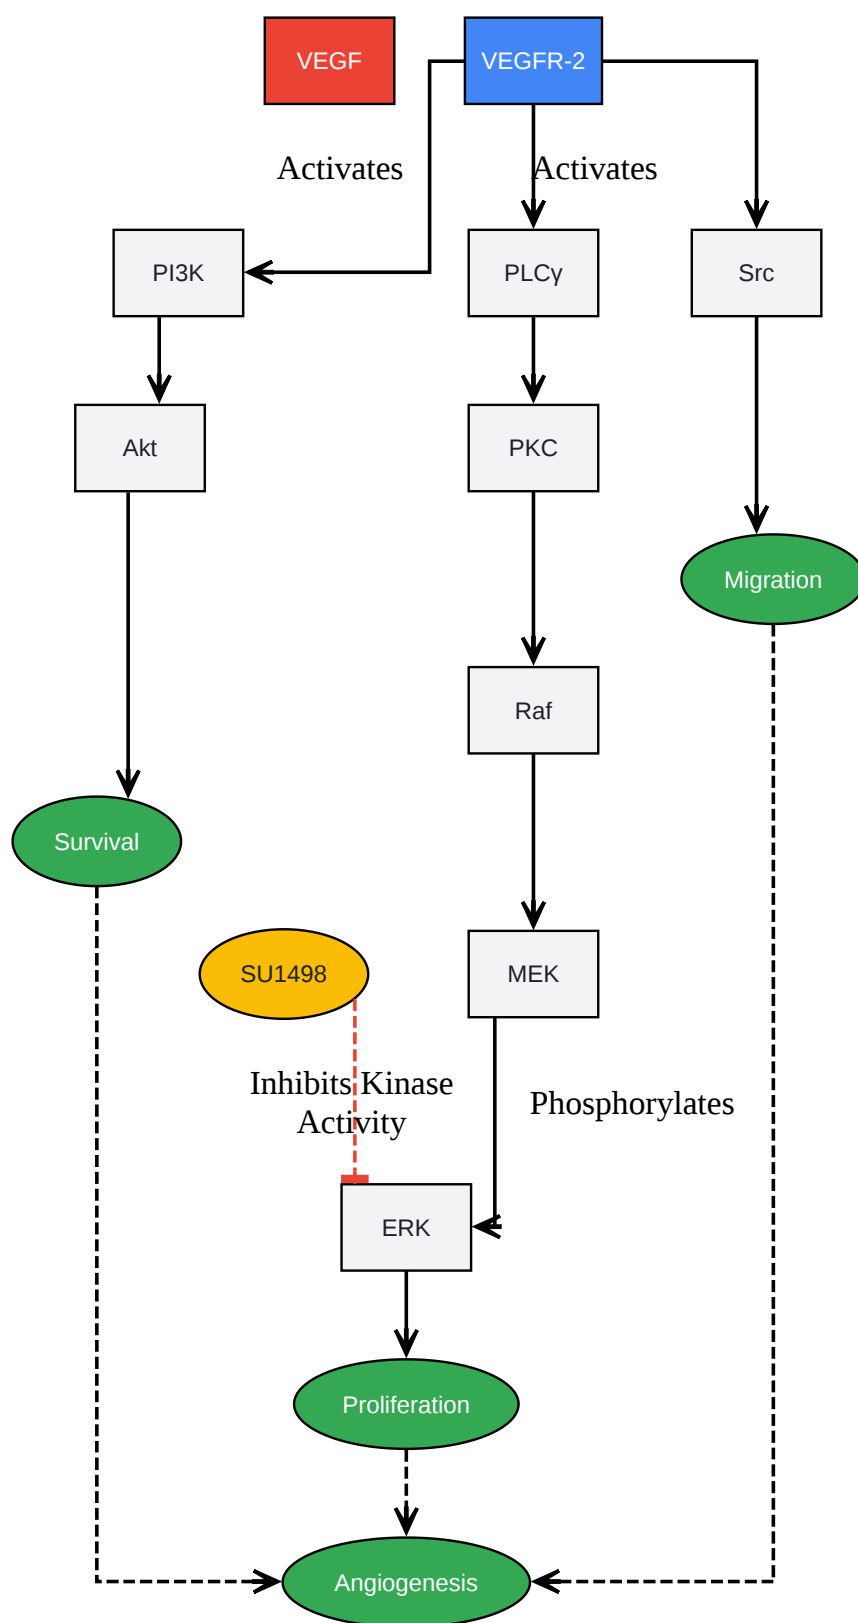 VEGF
VEGFR-2
Activates
Activates
PI3K
PLCγ
Src
Akt
PKC
Migration
Raf
Survival
SU1498
MEK
Inhibits Kinase
Activity
Phosphorylates
ERK
Proliferation
Angiogenesis